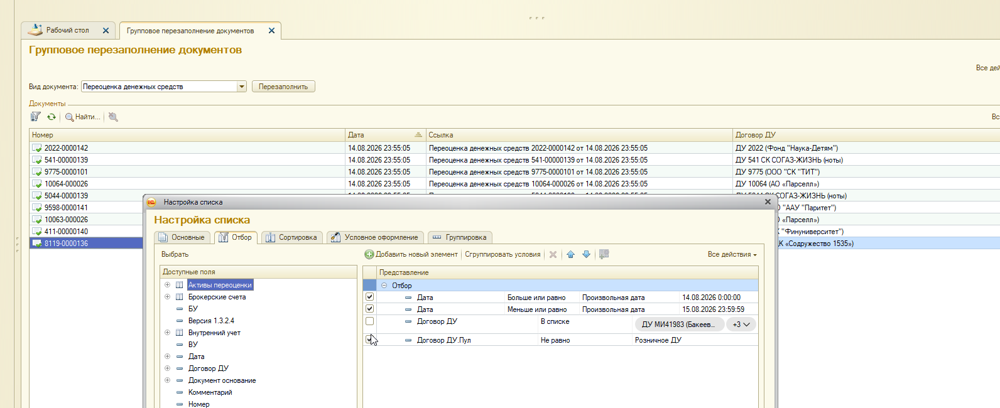 Рабочий стол
Групповое перезаполнение документов
Групповое перезаполнение документов
Все дей
Вид документа: Переоценка денежных средств Перезаполнить
Документы
Найти...
Вс
Номер Дата Ссылка Договор ДУ
2022-0000142 14.08.2026 23:55:05 Переоценка денежных средств 2022-0000142 от 14.08.2026 23:55:05 ДУ 2022 (Фонд "Наука-Детям")
541-00000139 14.08.2026 23:55:05 Переоценка денежных средств 541-00000139 от 14.08.2026 23:55:05 ДУ 541 СК СОГАЗ-ЖИЗНЬ (ноты)
9775-0000101 14.08.2026 23:55:05 Переоценка денежных средств 9775-0000101 от 14.08.2026 23:55:05 ДУ 9775 (ООО "СК "ТИТ")
10064-000026 14.08.2026 23:55:05 Переоценка денежных средств 10064-000026 от 14.08.2026 23:55:05 ДУ 10064 (АО «Парселл»)
5044-0000139 СОГАЗ-ЖИЗНЬ (ноты)
9598-0000141 "ААУ "Паритет")
10063-000026 «Парселл»)
411-00000140 "Финуниверситет")
8119-0000136 «Содружество 1535»)
Настройка списка
Настройка списка
Основные Отбор Сортировка Условное оформление Группировка
Выбрать
Добавить новый элемент Сгруппировать условия Все действия
Доступные поля
Активы переоценки
Брокерские счета
БУ
Версия 1.3.2.4
Внутренний учет
ВУ
Дата
Договор ДУ
Документ основание
Комментарий
Номер
Представление
Отбор
Дата Больше или равно Произвольная дата 14.08.2026 0:00:00
Дата Меньше или равно Произвольная дата 15.08.2026 23:59:59
Договор ДУ В списке ДУ МИ41983 (Бакеев... +3
Договор ДУ.Пул Не равно Розничное ДУ